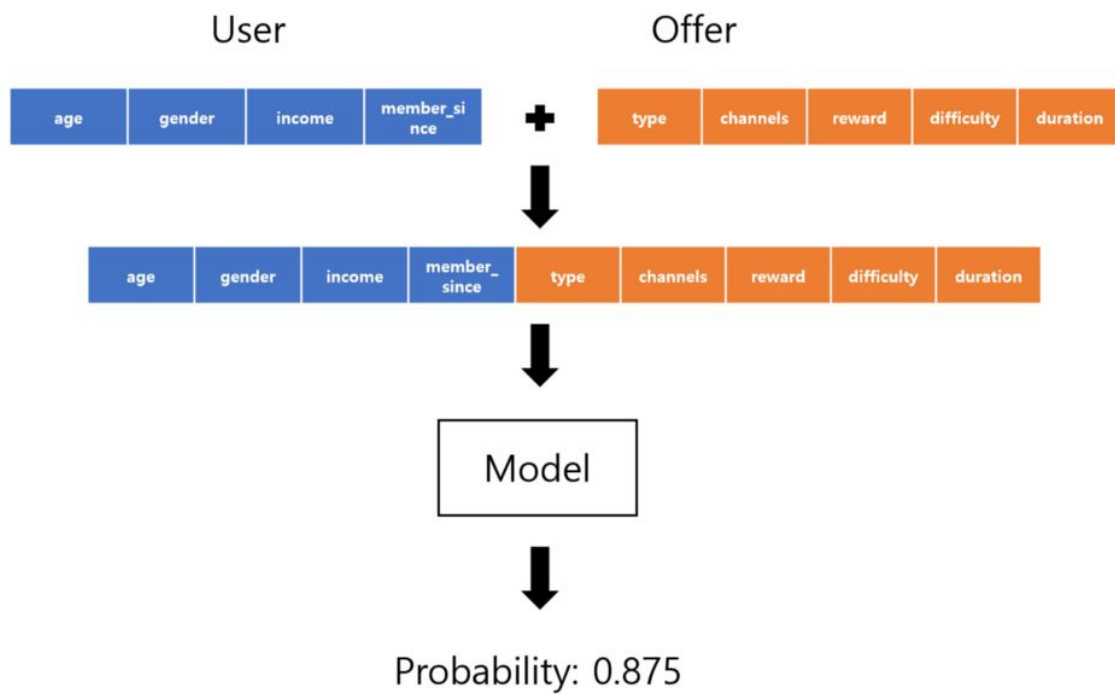 User
Offer
age
gender
income
member_si
nce
type
channels
reward
difficulty
duration
age
gender
income
member_
since
type
channels
reward
difficulty
duration
Model
Probability: 0.875